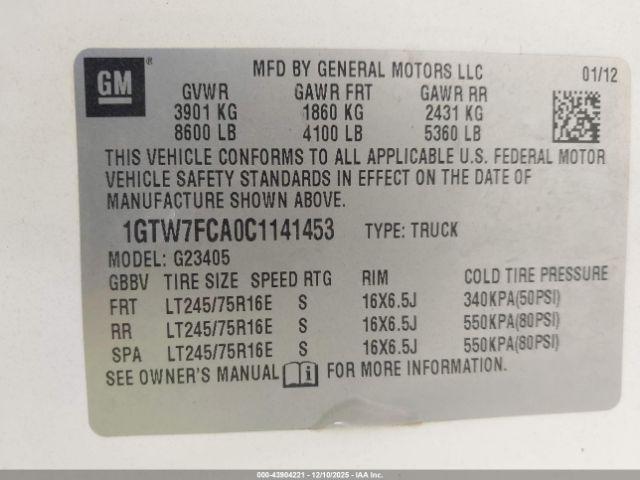 GM ®
MFD BY GENERAL MOTORS LLC 01/12
GVWR GAWR FRT GAWR RR
3901 KG 1860 KG 2431 KG
8600 LB 4100 LB 5360 LB
THIS VEHICLE CONFORMS TO ALL APPLICABLE U.S. FEDERAL MOTOR
VEHICLE SAFETY STANDARDS IN EFFECT ON THE DATE OF
MANUFACTURE SHOWN ABOVE.
1GTW7FCA0C1141453 TYPE: TRUCK
MODEL: G23405
GBBV TIRE SIZE SPEED RTG RIM COLD TIRE PRESSURE
FRT LT245/75R16E S 16X6.5J 340KPA(50PSI)
RR LT245/75R16E S 16X6.5J 550KPA(80PSI)
SPA LT245/75R16E S 16X6.5J 550KPA(80PSI)
SEE OWNER'S MANUAL i FOR MORE INFORMATION.
000-43904221 - 12/10/2025 - IAA Inc.